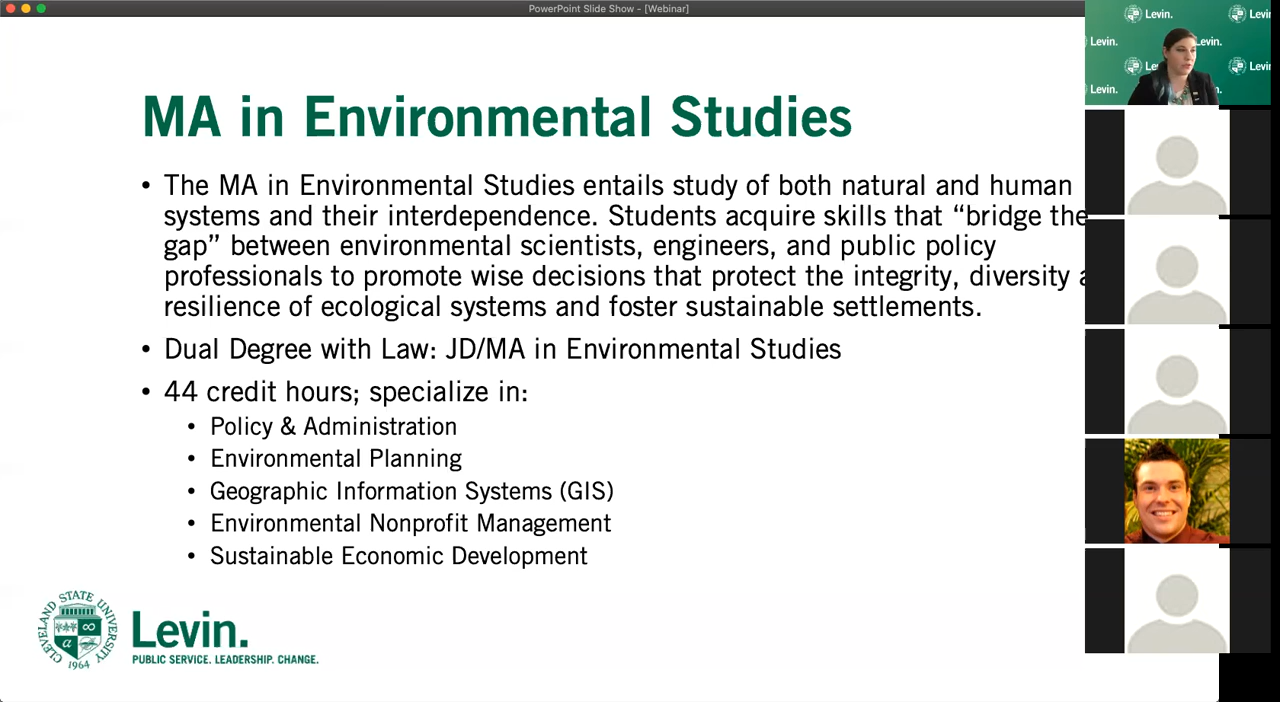 PowerPoint Slide Show - [Webinar]
MA in Environmental Studies
• The MA in Environmental Studies entails study of both natural and human
systems and their interdependence. Students acquire skills that “bridge the
gap” between environmental scientists, engineers, and public policy
professionals to promote wise decisions that protect the integrity, diversity
resilience of ecological systems and foster sustainable settlements.
• Dual Degree with Law: JD/MA in Environmental Studies
• 44 credit hours; specialize in:
• Policy & Administration
• Environmental Planning
• Geographic Information Systems (GIS)
• Environmental Nonprofit Management
• Sustainable Economic Development
CLEVELAND STATE UNIVERSITY
1964
Levin.
PUBLIC SERVICE. LEADERSHIP. CHANGE.
Levin.
Levin.
Levin.
Levin.